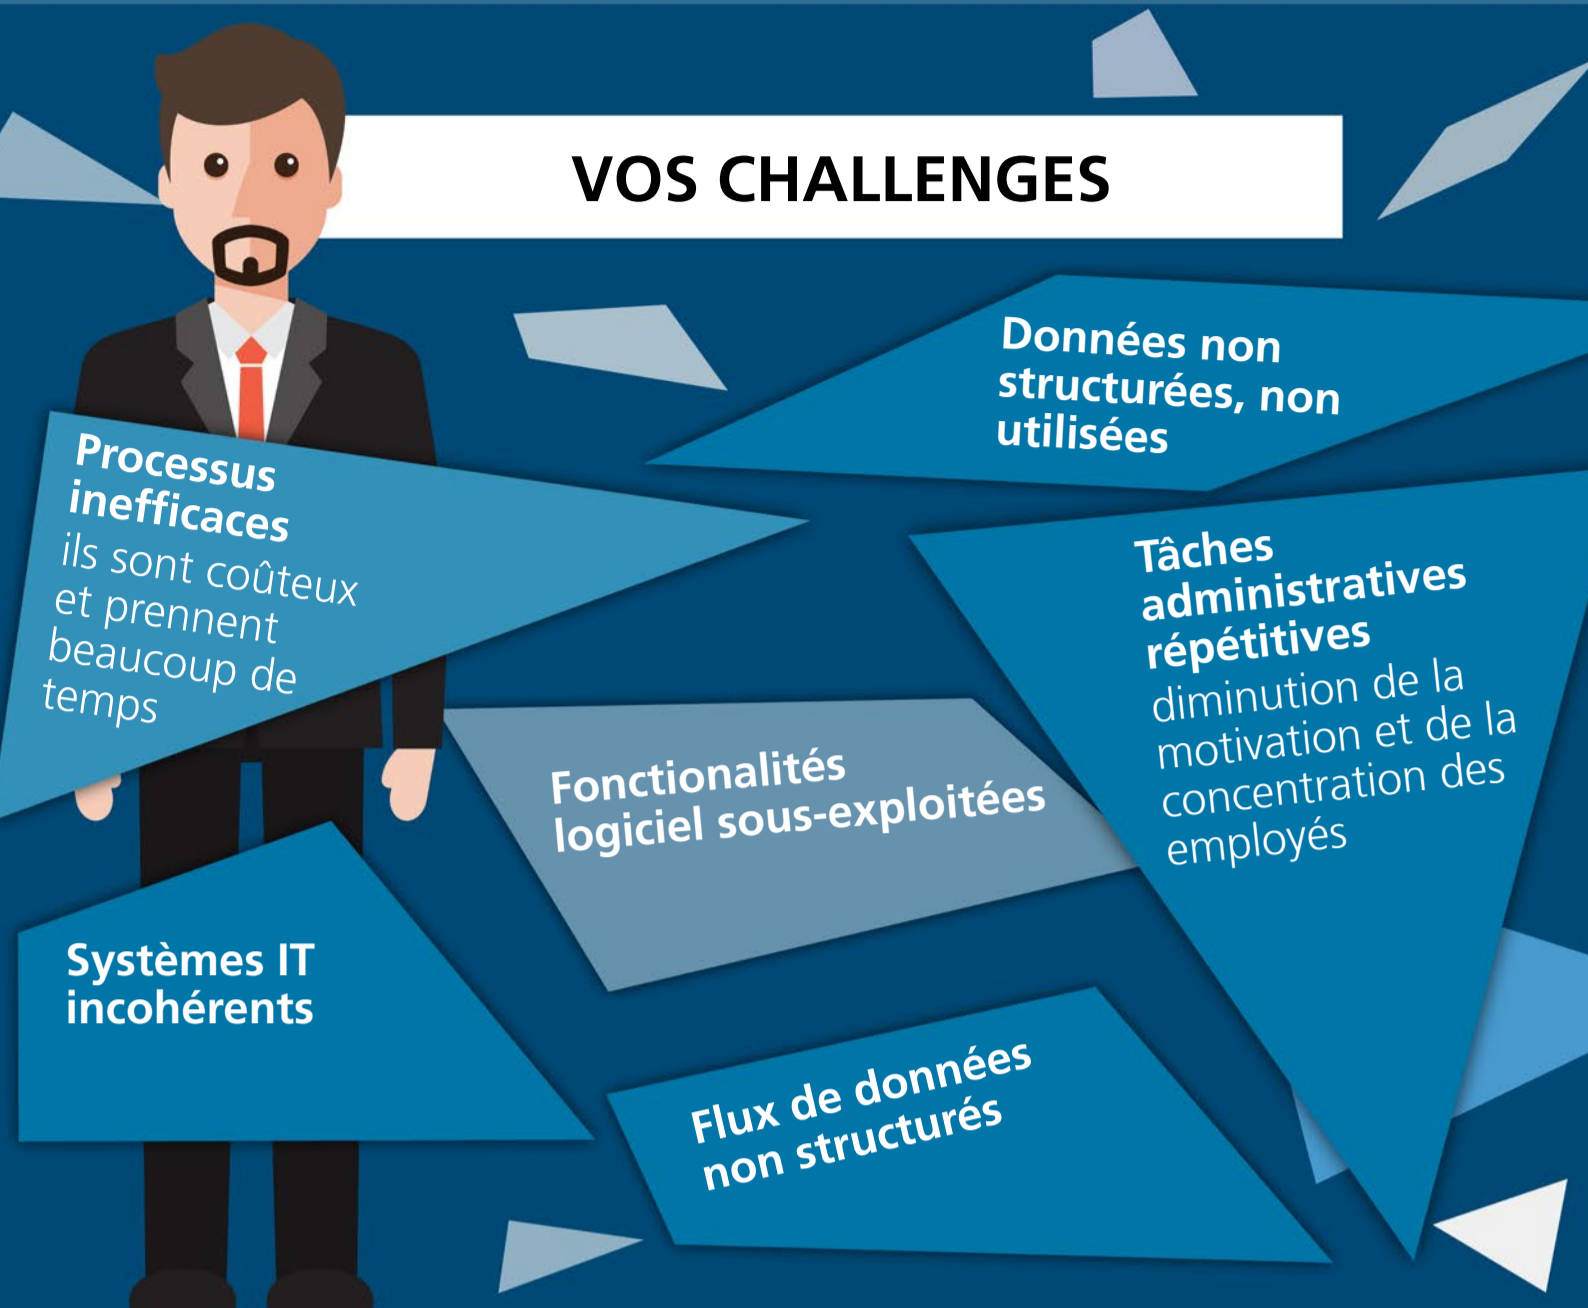 VOS CHALLENGES
Données non
structurées, non
utilisées
Processus
inefficaces
ils sont coûteux
et prennent
beaucoup de
temps
Tâches
administratives
répétitives
diminution de la
motivation et de la
concentration des
employés
Fonctionalités
logiciel sous-exploitées
Systèmes IT
incohérents
Flux de données
non structurés